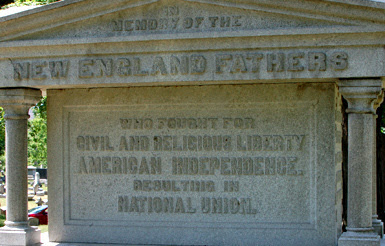 IN
MEMORY OF THE
NEW ENGLAND FATHERS
WHO FOUGHT FOR
CIVIL AND RELIGIOUS LIBERTY
AMERICAN INDEPENDENCE.
RESULTING IN
NATIONAL UNION.